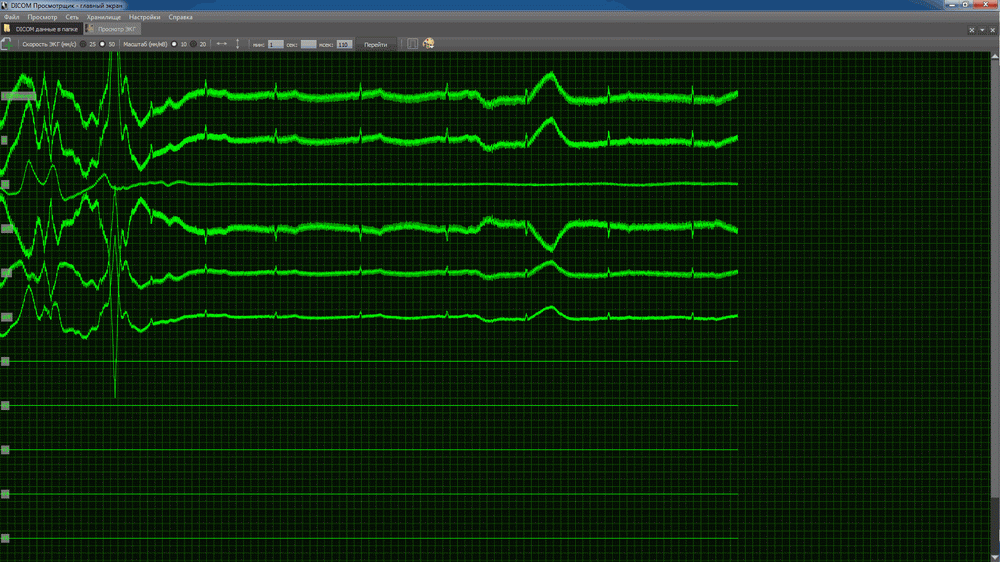 DICOM Просмотрщик - главный экран
Файл Просмотр Сеть Хранилище Настройки Справка
DICOM данные в папке Просмотр ЭКГ
Скорость ЭКГ (мм/с) 25 50 Масштаб (мм/мВ) 10 20 мин: 1 сек: мсек: 110 Перейти